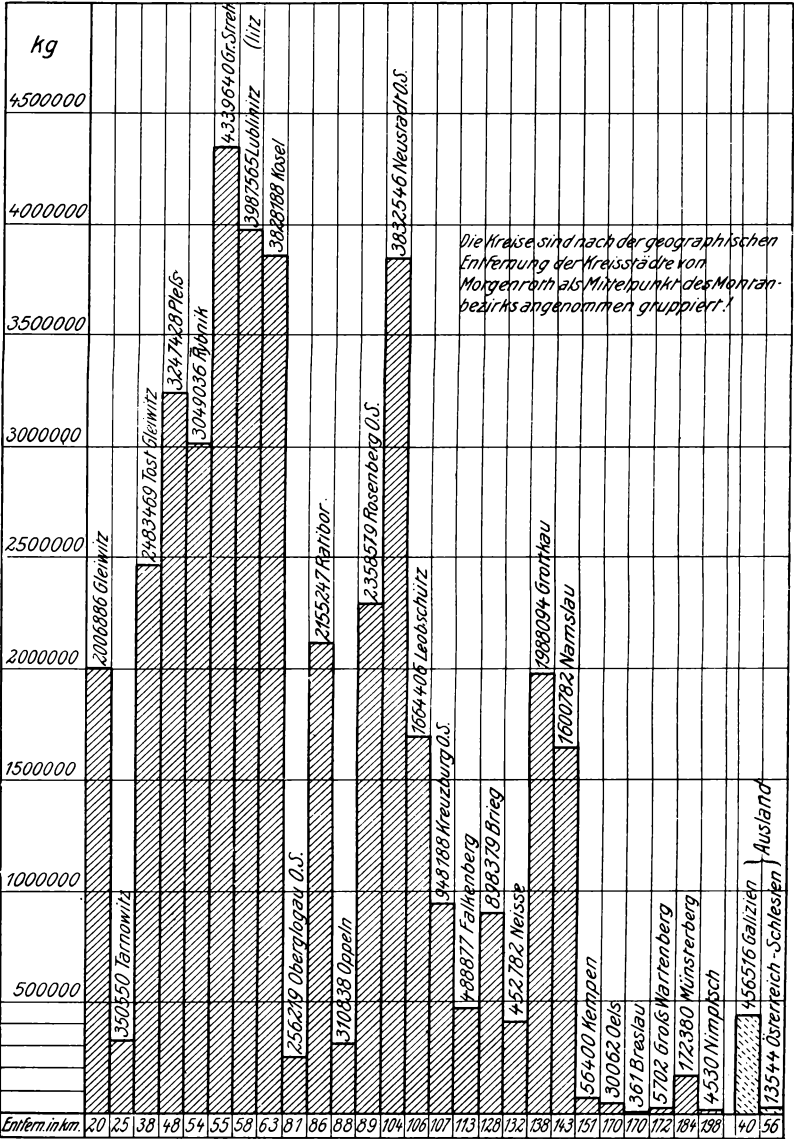 kg
4500000
4000000
3500000
3000000
2500000
2000000
1500000
1000000
500000
Die Kreise sind nach der geographischen
Entfernung der Kreisstädte von
Morgenroth als Mittelpunkt des Montan-
bezirks angenommen gruppiert!
2006886 Gleiwitz
350550 Tarnowitz
2483469 Tost Gleiwitz
3247428 Pleß
3049036 Rybnik
4339640 Gr. Streh
(litz
3987565 Lublinitz
3828188 Kosel
256219 Oberglogau O.S.
2155247 Ratibor.
310838 Oppeln
2358579 Rosenberg O.S.
3832546 Neustadt O.S.
1664406 Leobschütz
948188 Kreuzburg O.S.
488877 Falkenberg
898379 Brieg
452782 Neisse
1988094 Grottkau
1600782 Namslau
56400 Kempen
30062 Oels
361 Breslau
5702 Groß Wartenberg
172380 Münsterberg
4530 Nimptsch
456516 Galizien
13544 Österreich-Schlesien
Ausland
Entfern. in km. 20 25 38 48 54 55 58 63 81 86 88 89 104 106 107 113 128 132 138 143 151 170 170 172 184 198 40 56